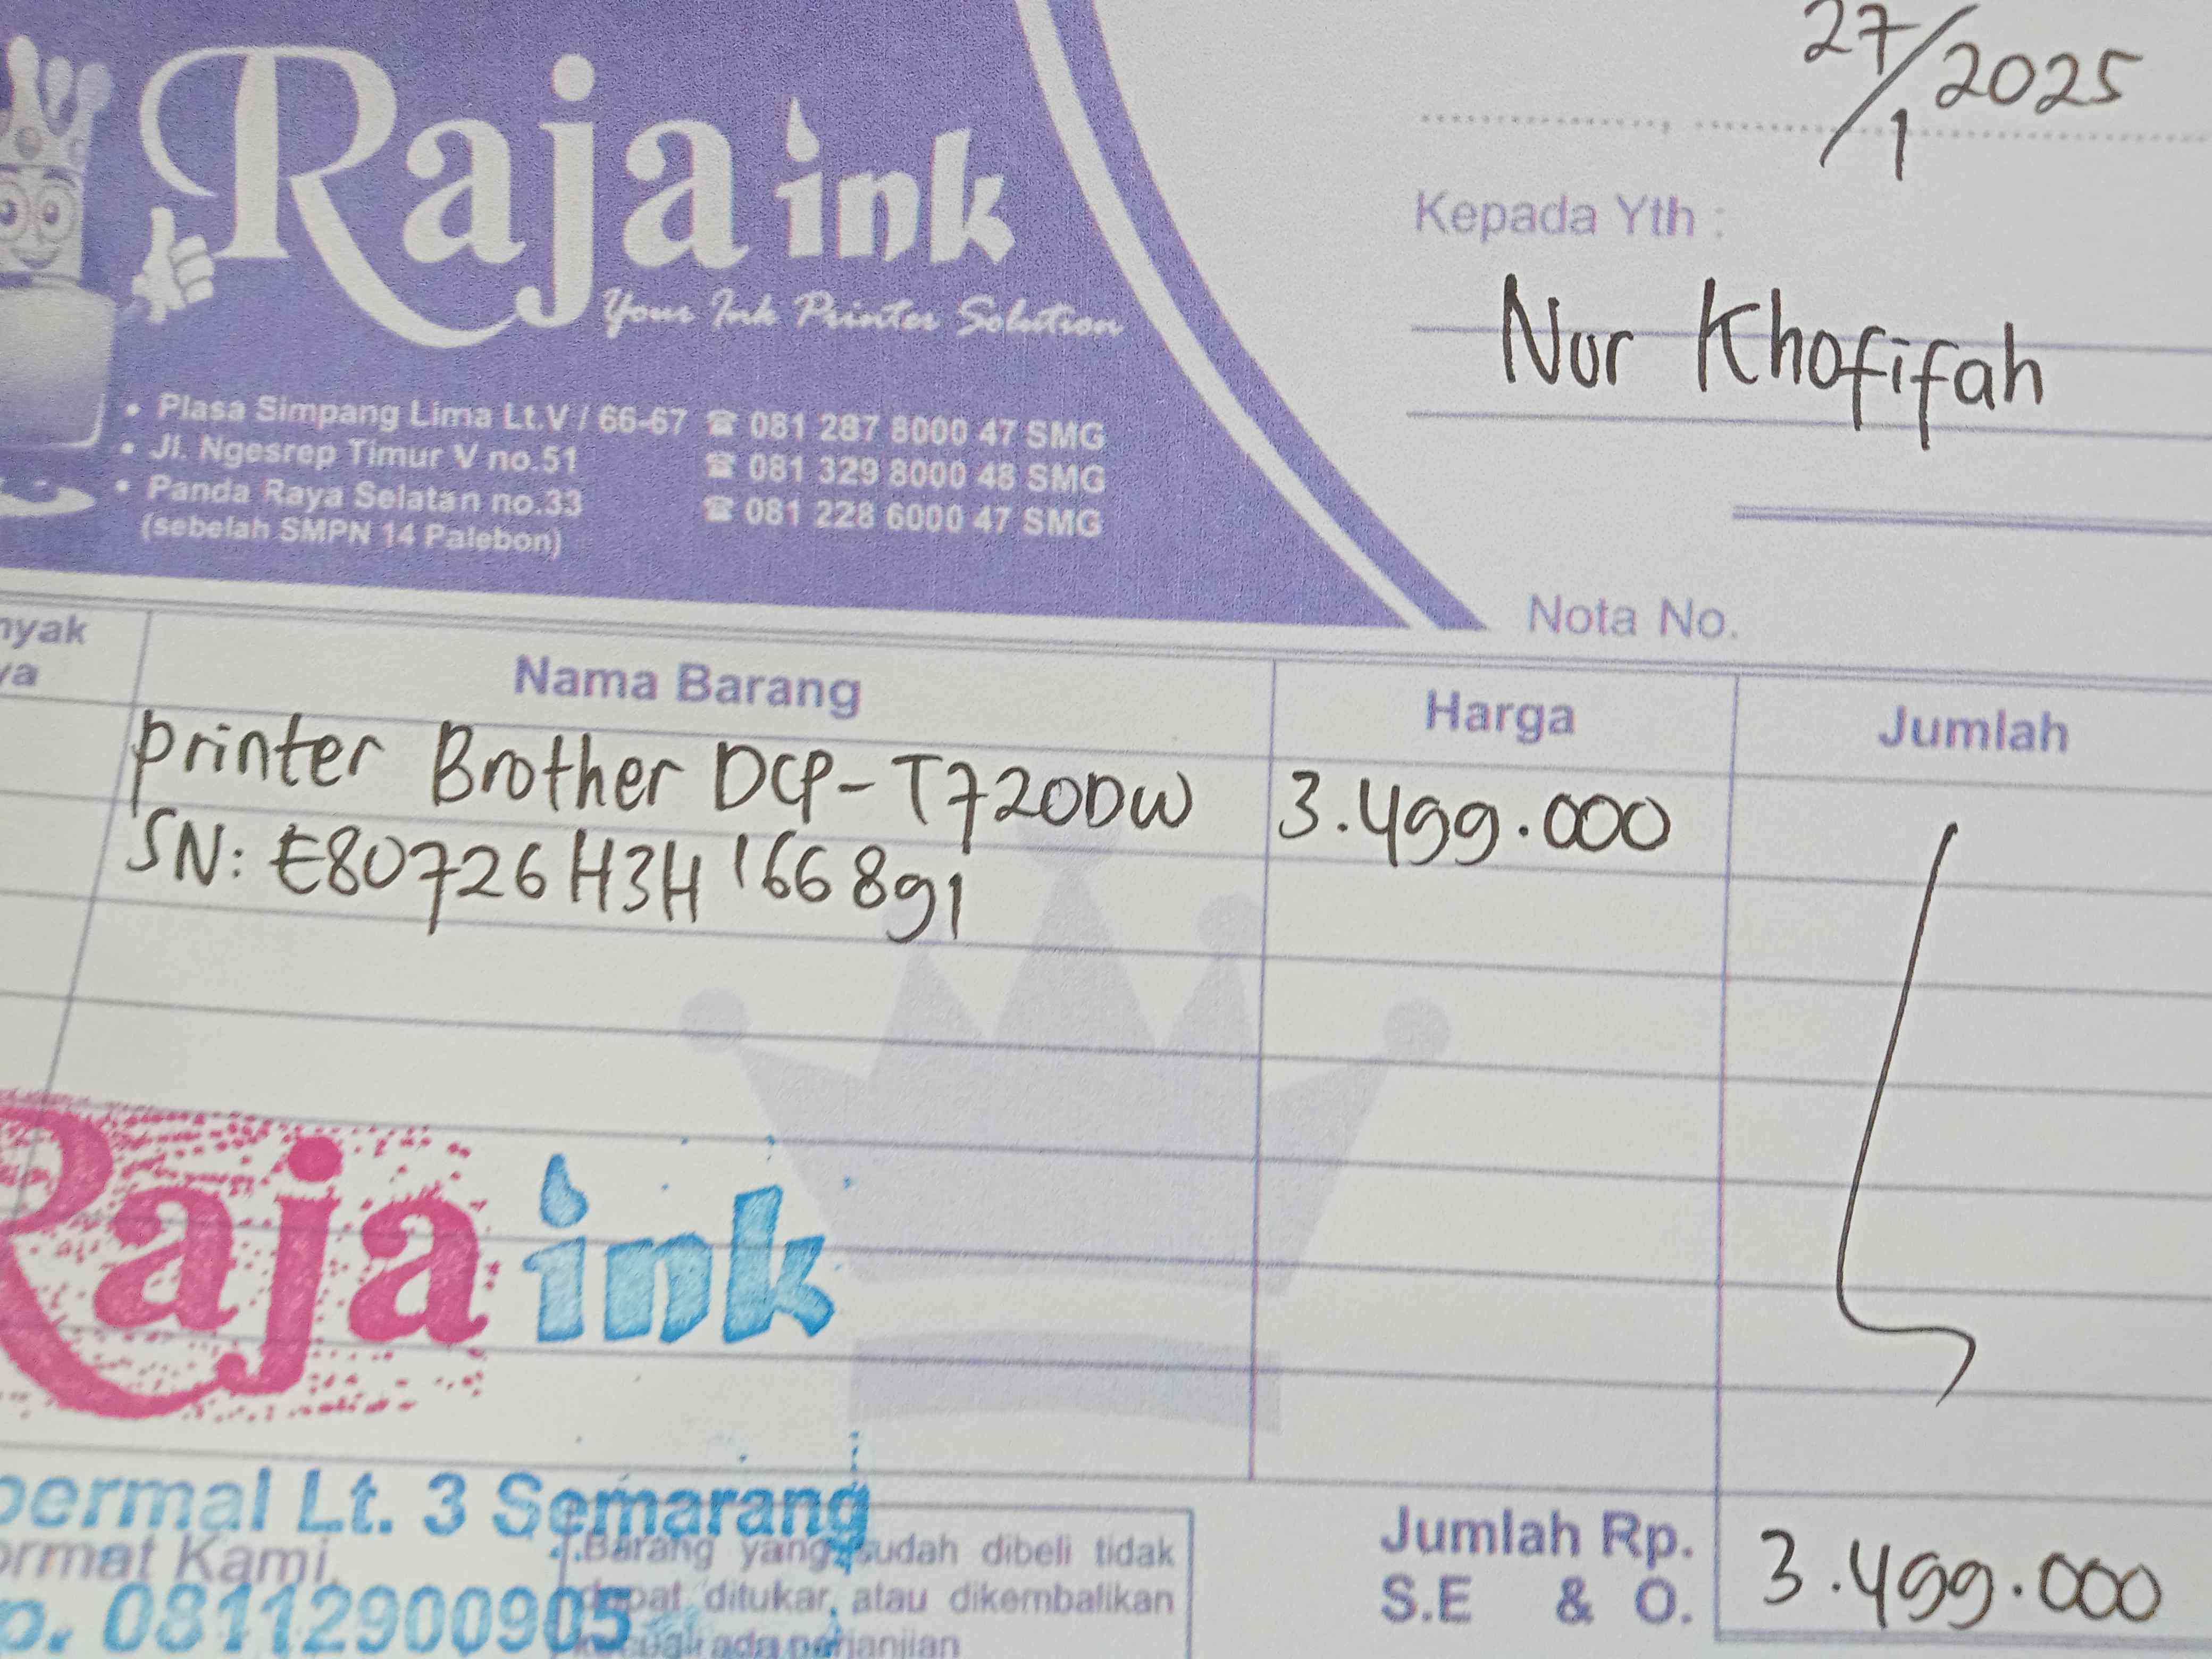 Raja ink
Your Ink Printer Solution
• Plasa Simpang Lima Lt.V / 66-67 ☎ 081 287 8000 47 SMG
• Jl. Ngesrep Timur V no.51 ☎ 081 329 8000 48 SMG
• Panda Raya Selatan no.33 ☎ 081 228 6000 47 SMG
(sebelah SMPN 14 Palebon)
27/1 2025
Kepada Yth :
Nur Khofifah
Nota No.
nyak
ya
Nama Barang Harga Jumlah
printer Brother DCP-T720DW 3.499.000
SN: E80726H3H166891
Raja ink
permal Lt. 3 Semarang
ormat Kami,
p. 08112900905
Barang yang sudah dibeli tidak
dapat ditukar, atau dikembalikan
kecuali ada perjanjian
Jumlah Rp. 3.499.000
S.E & O.